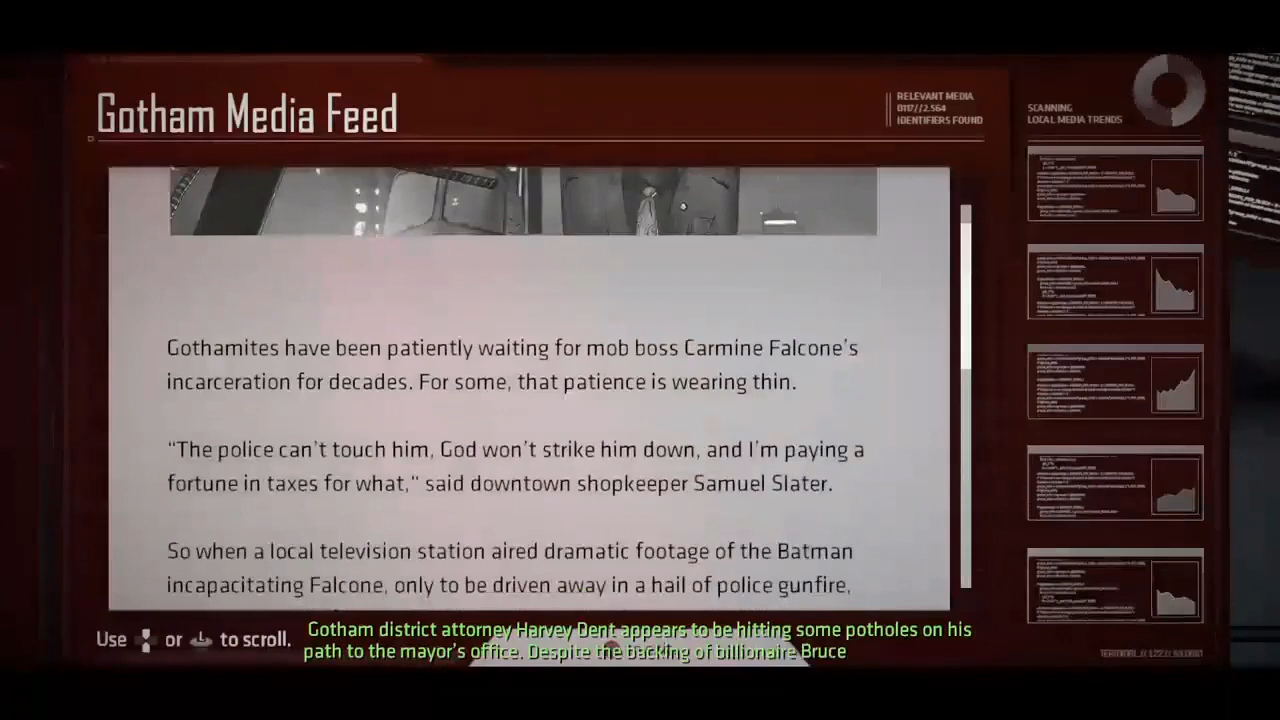 Gotham Media Feed
RELEVANT MEDIA
0117//2.564
IDENTIFIERS FOUND
SCANNING
LOCAL MEDIA TRENDS
Gothamites have been patiently waiting for mob boss Carmine Falcone's
incarceration for decades. For some, that patience is wearing thin.
"The police can't touch him, God won't strike him down, and I'm paying a
fortune in taxes for what," said downtown shopkeeper Samuel Slater.
So when a local television station aired dramatic footage of the Batman
incapacitating Falcone, only to be driven away in a hail of police gunfire,
Use or to scroll.
Gotham district attorney Harvey Dent appears to be hitting some potholes on his
path to the mayor's office. Despite the backing of billionaire Bruce